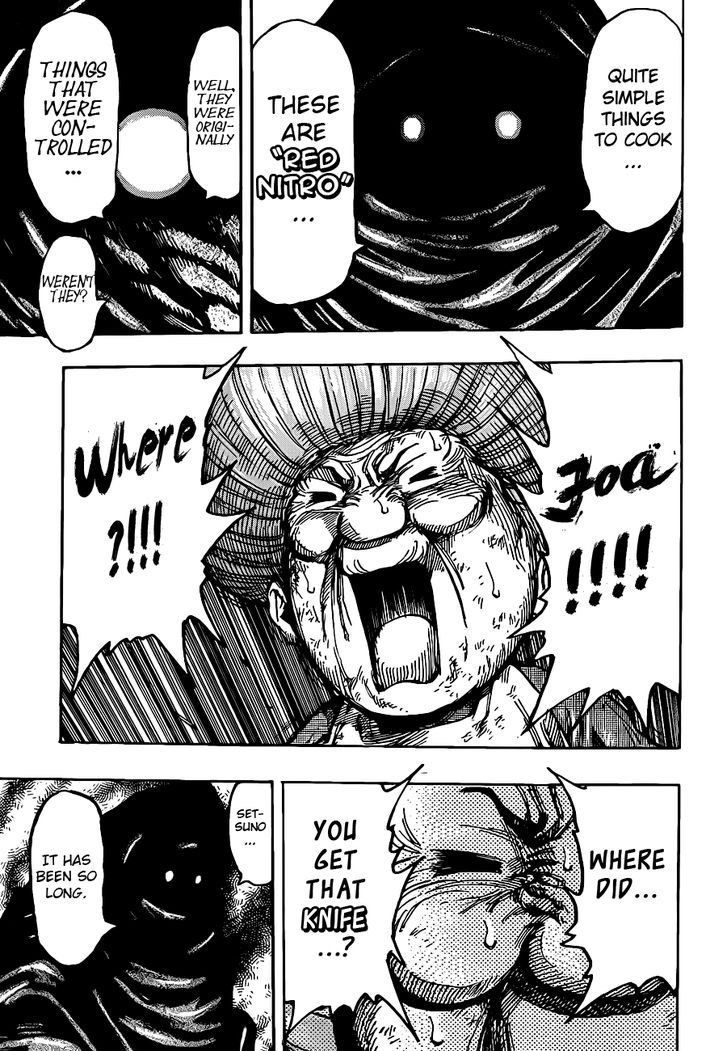 QUITE
SIMPLE
THINGS
TO COOK
...
THESE
ARE
"RED
NITRO"
...
WELL,
THEY
WERE
ORIGI-
NALLY
THINGS
THAT
WERE
CON-
TROLLED
...
WEREN'T
THEY?
Joa
!!!!
Where
?!!!
WHERE
DID...
YOU
GET
THAT
KNIFE
...?
SET-
SUNO
...
IT HAS
BEEN SO
LONG.